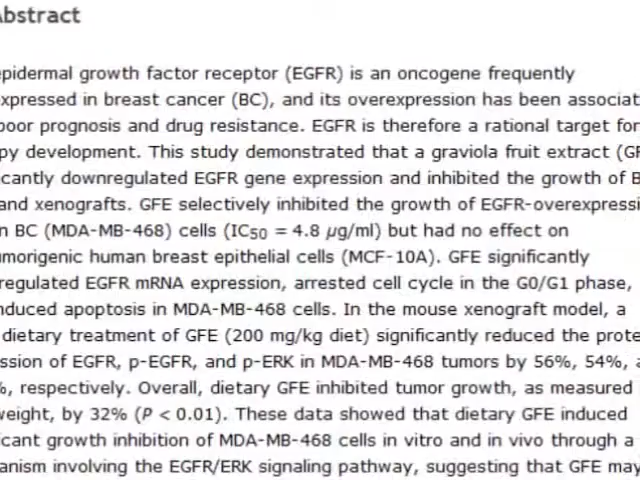 Abstract
epidermal growth factor receptor (EGFR) is an oncogene frequently
expressed in breast cancer (BC), and its overexpression has been associat
poor prognosis and drug resistance. EGFR is therefore a rational target for
py development. This study demonstrated that a graviola fruit extract (GF
cantly downregulated EGFR gene expression and inhibited the growth of B
and xenografts. GFE selectively inhibited the growth of EGFR-overexpressi
n BC (MDA-MB-468) cells (IC50 = 4.8 µg/ml) but had no effect on
umorigenic human breast epithelial cells (MCF-10A). GFE significantly
regulated EGFR mRNA expression, arrested cell cycle in the G0/G1 phase,
nduced apoptosis in MDA-MB-468 cells. In the mouse xenograft model, a
dietary treatment of GFE (200 mg/kg diet) significantly reduced the prote
ssion of EGFR, p-EGFR, and p-ERK in MDA-MB-468 tumors by 56%, 54%, a
%, respectively. Overall, dietary GFE inhibited tumor growth, as measured
weight, by 32% (P < 0.01). These data showed that dietary GFE induced
icant growth inhibition of MDA-MB-468 cells in vitro and in vivo through a
anism involving the EGFR/ERK signaling pathway, suggesting that GFE may